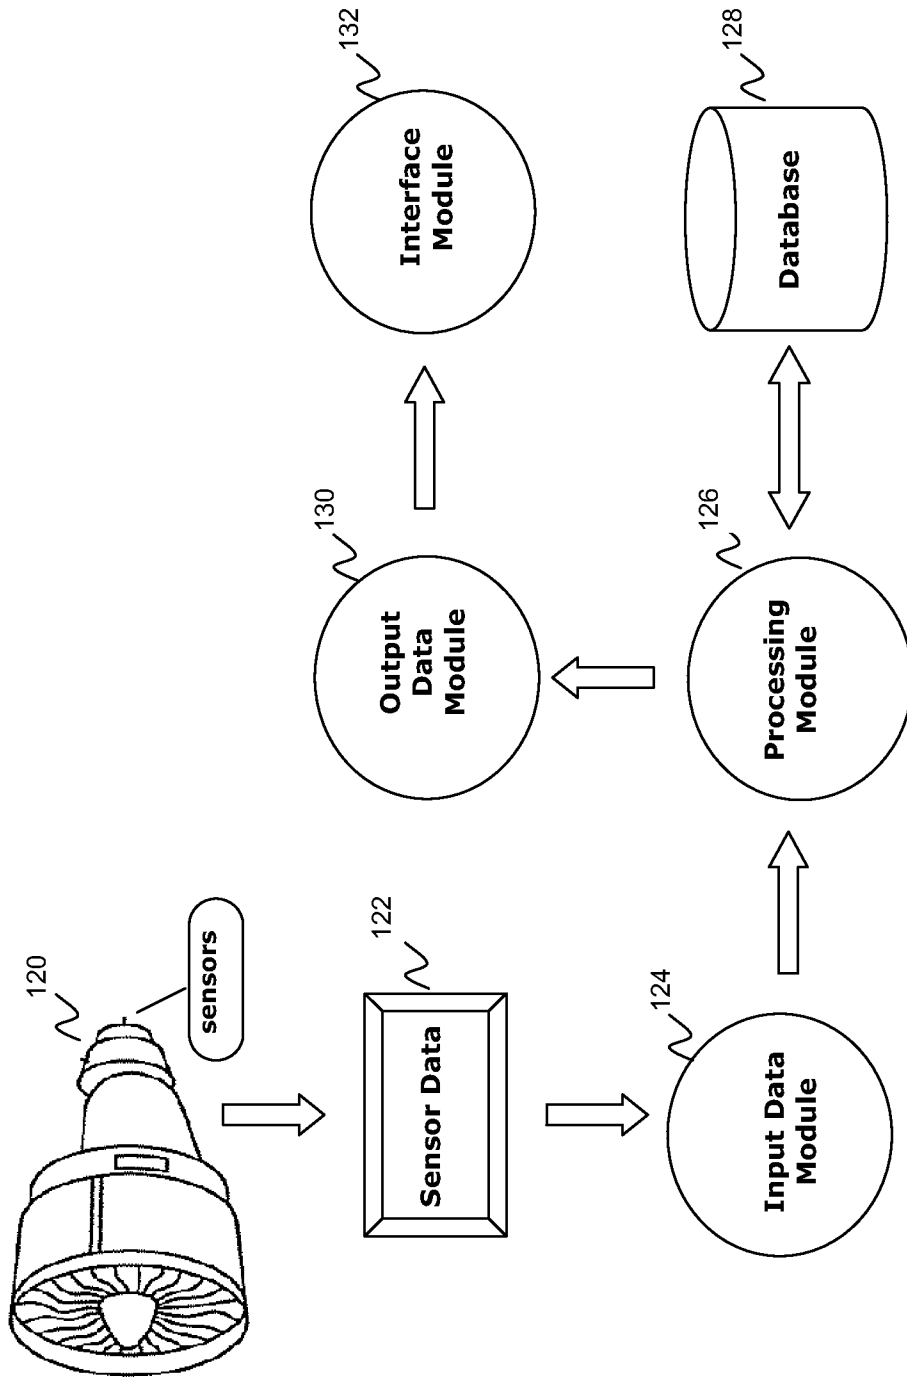 120
sensors
122
Sensor Data
124
Input Data
Module
126
Processing
Module
128
Database
130
Output
Data
Module
132
Interface
Module